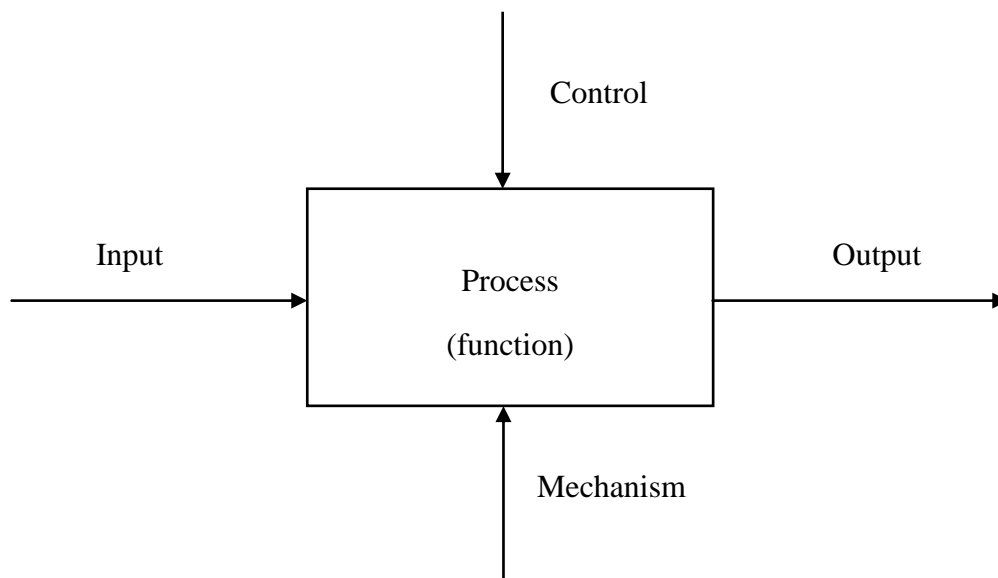 Control
Input
Output
Process
(function)
Mechanism